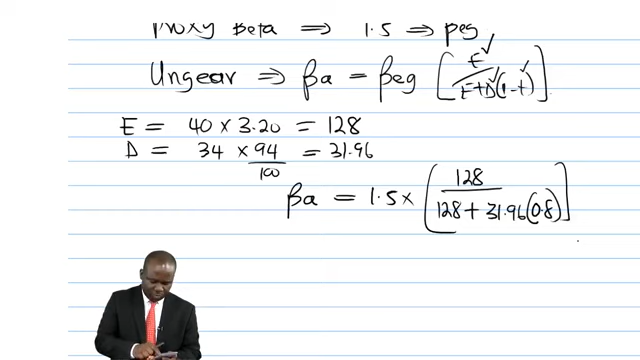 Proxy Beta ⟹ 1.5 ⟹ βeg
Ungear ⟹ βa = βeg [E / E+D(1-t)]
E = 40 × 3.20 = 128
D = 34 × 94/100 = 31.96
βa = 1.5 × [128 / 128 + 31.96(0.8)]